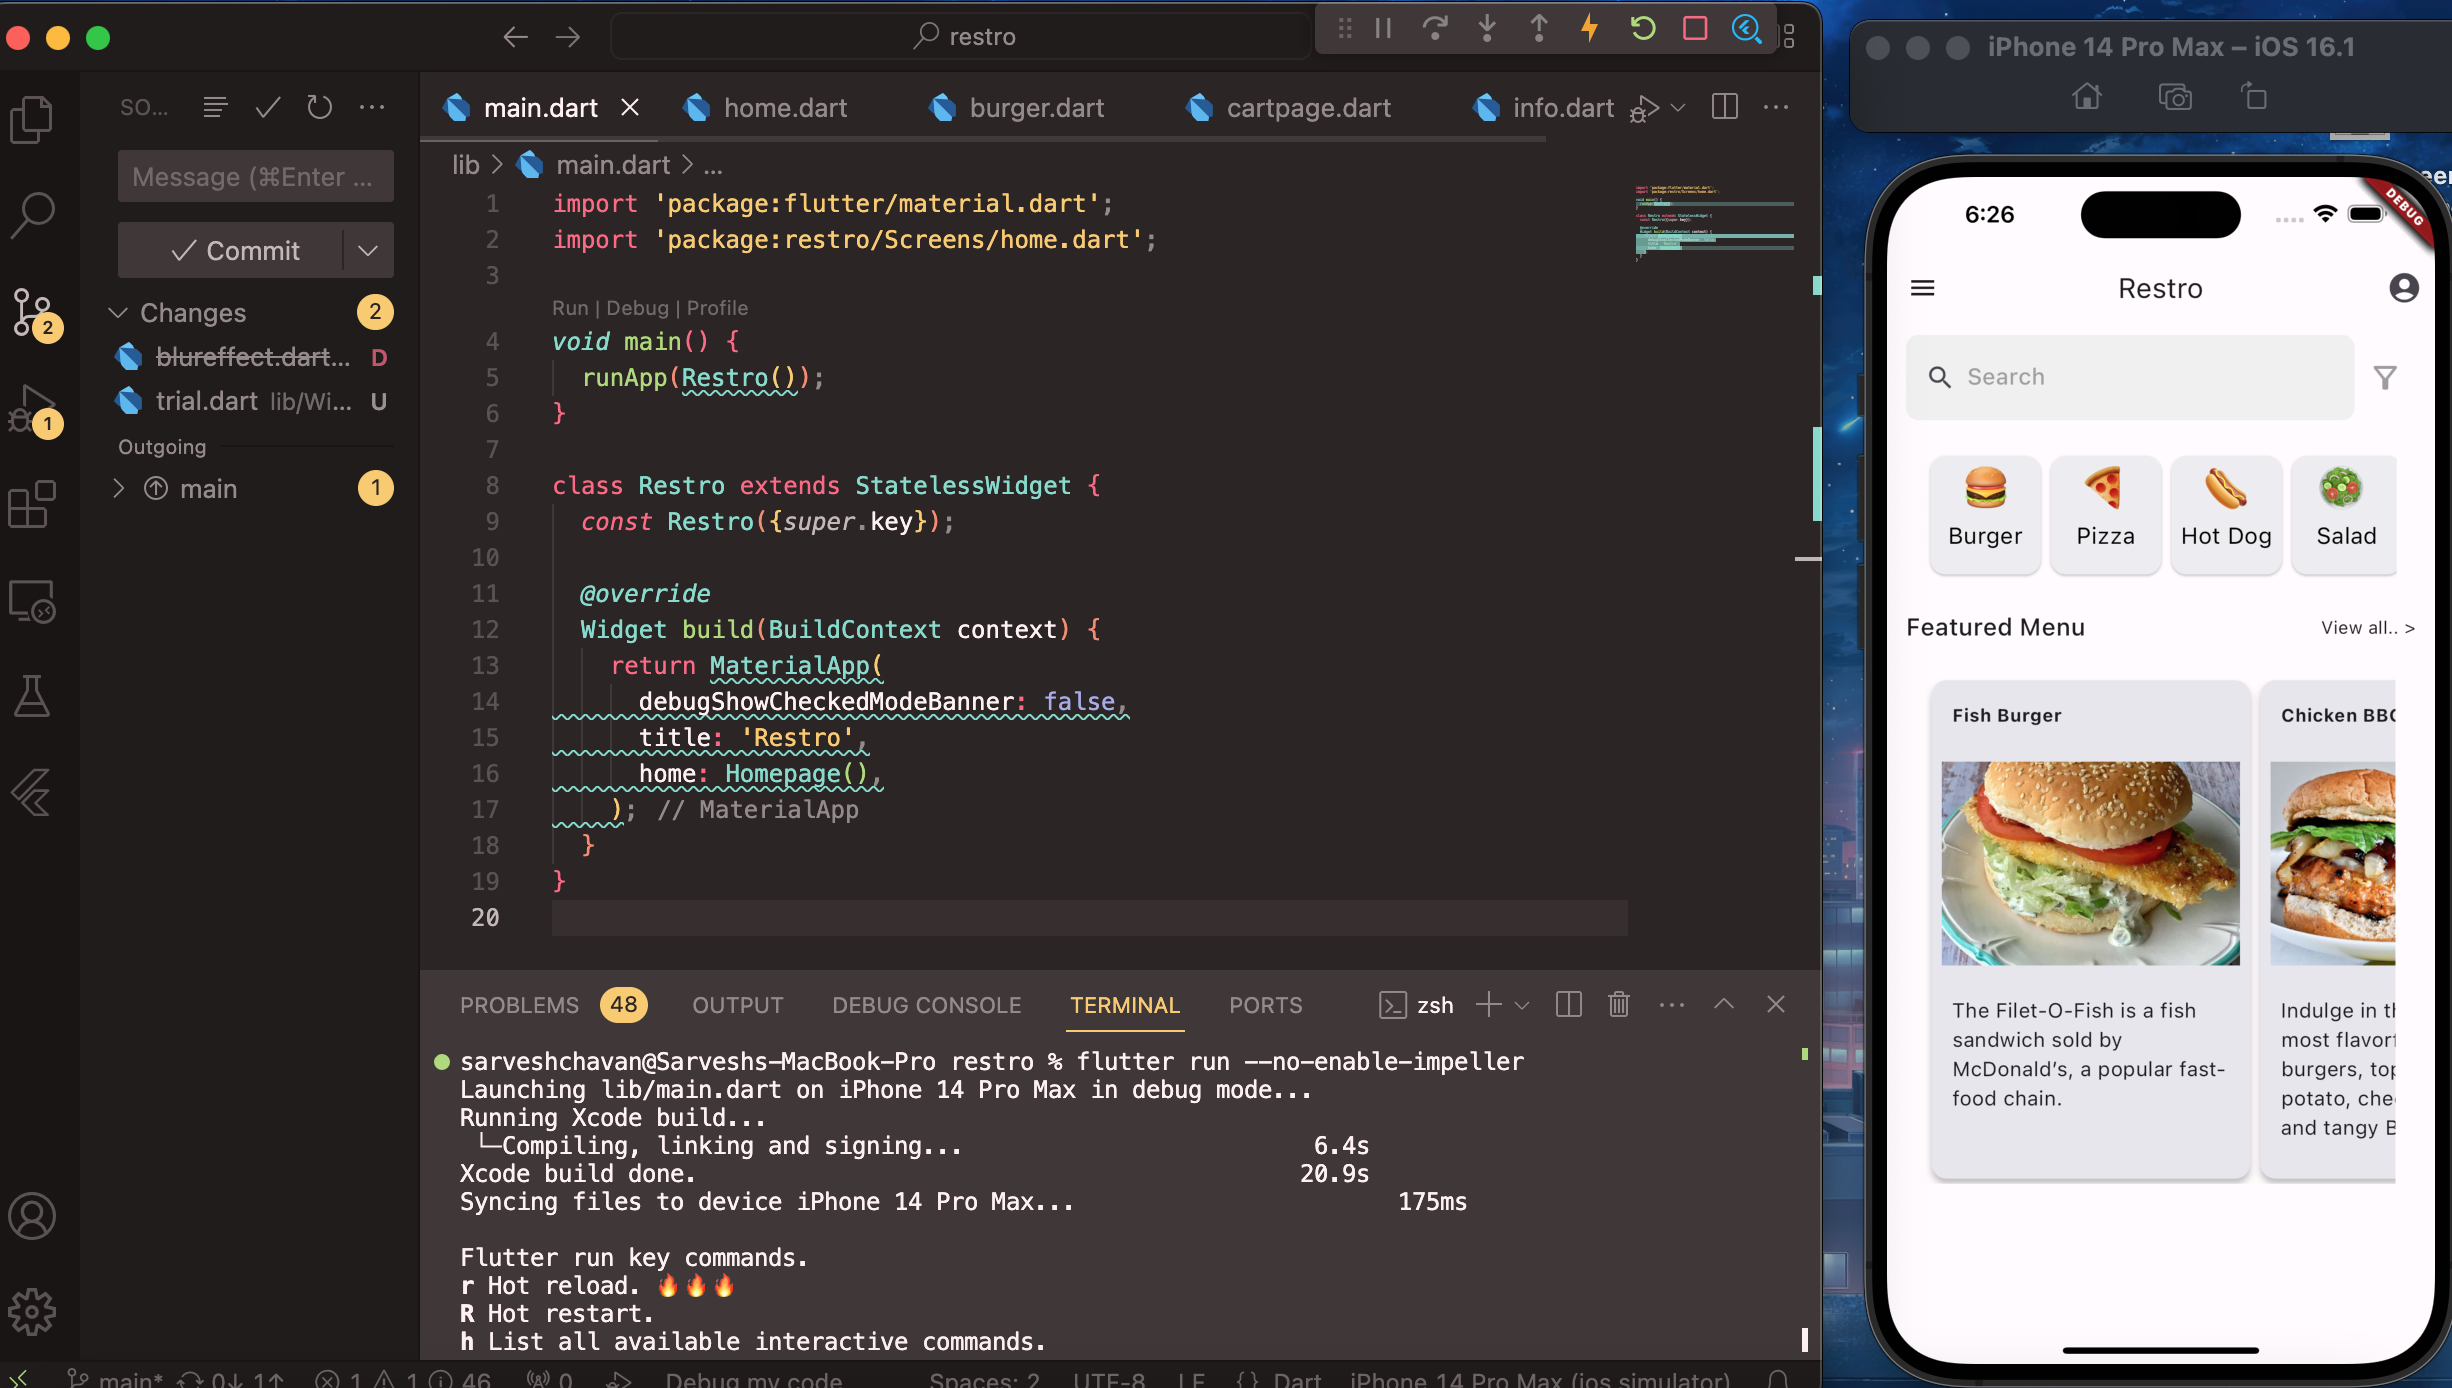 restro
SO...
Message (⌘Enter ...
Commit
Changes
2
blureffect.dart...
D
trial.dart lib/Wi...
U
Outgoing
main
1
2
1
main.dart
home.dart
burger.dart
cartpage.dart
info.dart
lib > main.dart > ...
1 import 'package:flutter/material.dart';
2 import 'package:restro/Screens/home.dart';
3
Run | Debug | Profile
4 void main() {
5 runApp(Restro());
6 }
7
8 class Restro extends StatelessWidget {
9 const Restro({super.key});
10
11 @override
12 Widget build(BuildContext context) {
13 return MaterialApp(
14 debugShowCheckedModeBanner: false,
15 title: 'Restro',
16 home: Homepage(),
17 ); // MaterialApp
18 }
19 }
20
PROBLEMS 48 OUTPUT DEBUG CONSOLE TERMINAL PORTS zsh
sarveshchavan@Sarveshs-MacBook-Pro restro % flutter run --no-enable-impeller
Launching lib/main.dart on iPhone 14 Pro Max in debug mode...
Running Xcode build...
└─Compiling, linking and signing... 6.4s
Xcode build done. 20.9s
Syncing files to device iPhone 14 Pro Max... 175ms
Flutter run key commands.
r Hot reload. 🔥🔥🔥
R Hot restart.
h List all available interactive commands.
main* 0↓ 1↑ 1 1 46 0 Debug my code Spaces: 2 UTF-8 LF {} Dart iPhone 14 Pro Max (ios simulator)
iPhone 14 Pro Max – iOS 16.1
6:26
DEBUG
Restro
Search
Burger
Pizza
Hot Dog
Salad
Featured Menu
View all.. >
Fish Burger
The Filet-O-Fish is a fish
sandwich sold by
McDonald's, a popular fast-
food chain.
Chicken BBQ
Indulge in th
most flavor
burgers, top
potato, che
and tangy B